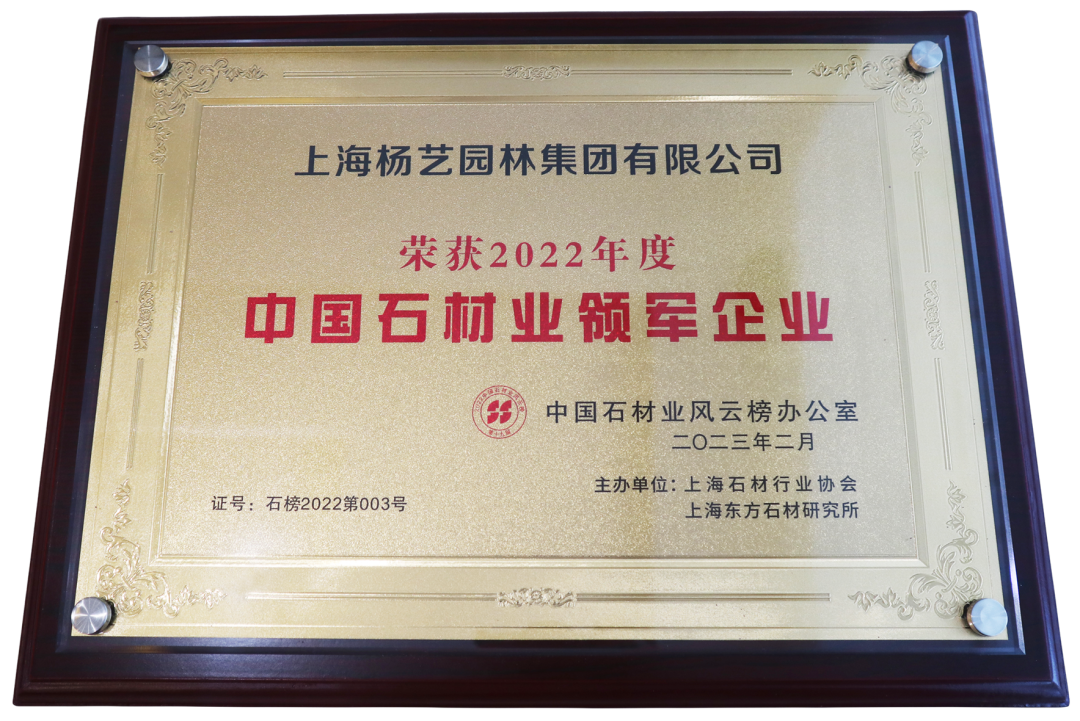 上海杨艺园林集团有限公司
荣获2022年度
中国石材业领军企业
中国石材业风云榜办公室
二〇二三年二月
主办单位：上海石材行业协会
上海东方石材研究所
证号：石榜2022第003号